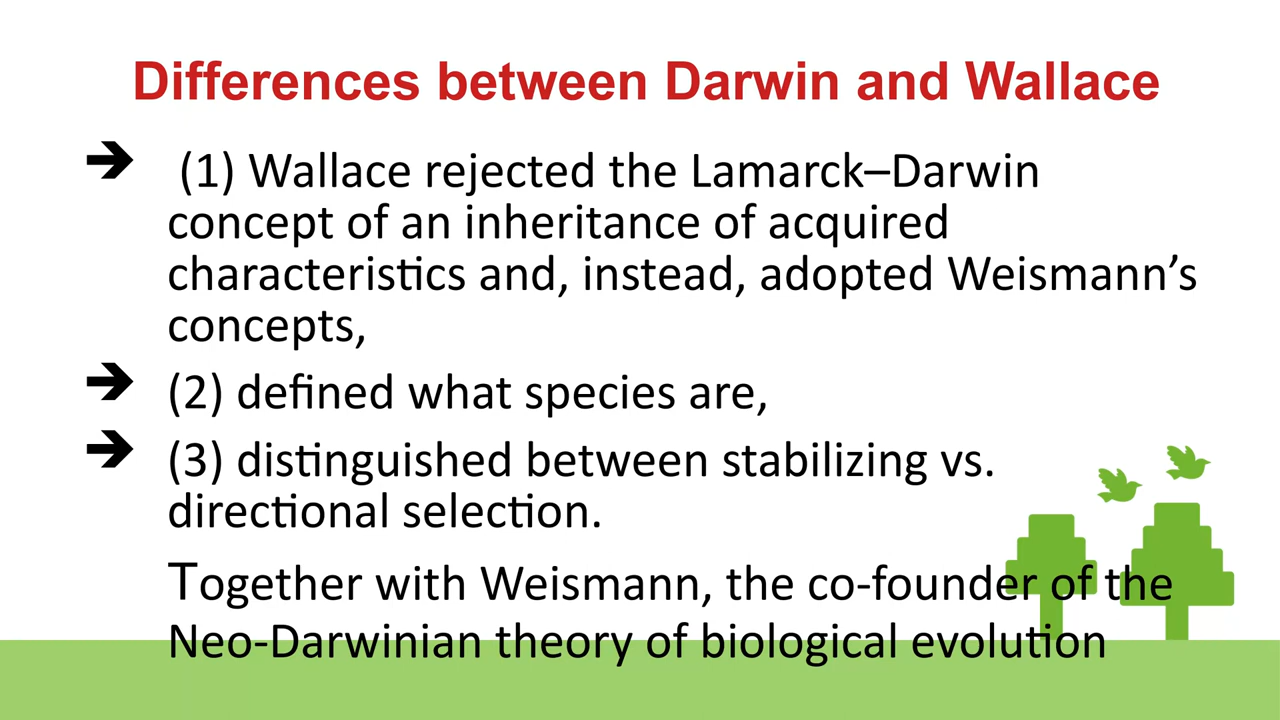 Differences between Darwin and Wallace
➔ (1) Wallace rejected the Lamarck–Darwin
concept of an inheritance of acquired
characteristics and, instead, adopted Weismann’s
concepts,
➔ (2) defined what species are,
➔ (3) distinguished between stabilizing vs.
directional selection.
Together with Weismann, the co-founder of the
Neo-Darwinian theory of biological evolution